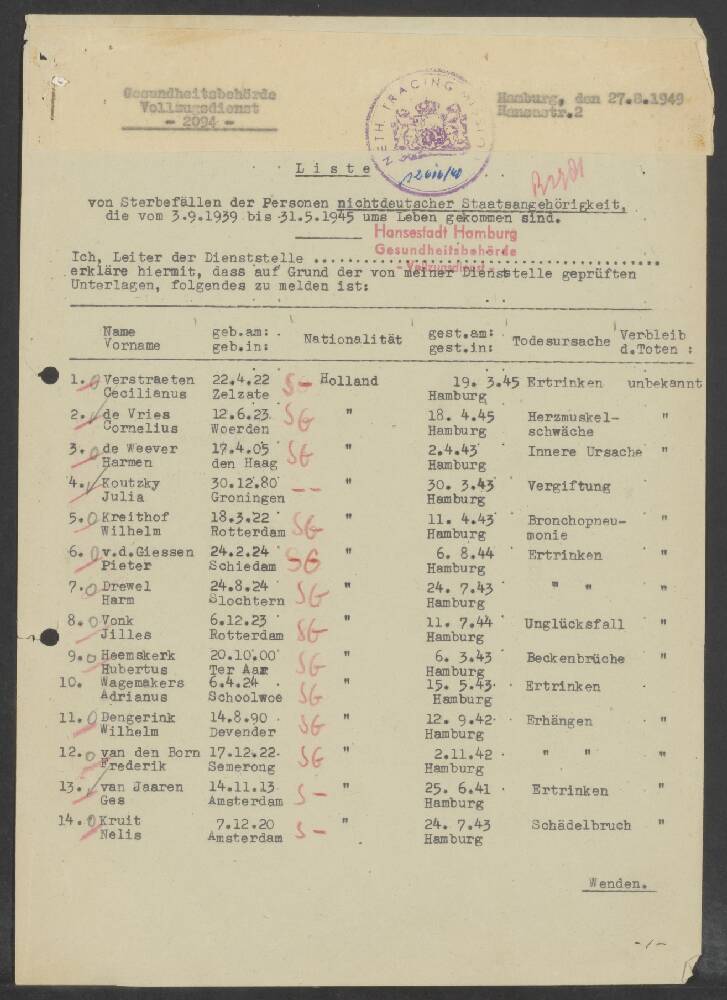 Gesundheitsbehörde
Vollzugsdienst
- 2094 -
Hamburg, den 27.8.1949
Hansastr.2
NETH. TRACING MISSION
Liste
von Sterbefällen der Personen nichtdeutscher Staatsangehörigkeit,
die vom 3.9.1939 bis 31.5.1945 ums Leben gekommen sind.
Hansestadt Hamburg
Gesundheitsbehörde
- Vollzugsdienst -
Ich, Leiter der Dienststelle ...............................
erkläre hiermit, dass auf Grund der von meiner Dienststelle geprüften
Unterlagen, folgendes zu melden ist:
Name geb.am: Nationalität gest.am: Todesursache Verbleib
Vorname geb.in: gest.in: d.Toten :
1. Verstraeten 22.4.22 S- Holland 19. 3.45 Ertrinken unbekannt
Cecilianus Zelzate Hamburg
2. de Vries 12.6.23. SG " 18. 4.45 Herzmuskel- "
Cornelius Woerden Hamburg schwäche
3. de Weever 17.4.05 SG " 2.4.43 Innere Ursache "
Harmen den Haag Hamburg
4. Koutzky 30.12.80 -- " 30. 3.43 Vergiftung "
Julia Groningen Hamburg
5. Kreithof 18.3.22 SG " 11. 4.43 Bronchopneu- "
Wilhelm Rotterdam Hamburg monie
6. v.d.Giessen 24.2.24 SG " 6. 8.44 Ertrinken "
Pieter Schiedam Hamburg
7. Drewel 24.8.24 SG " 24. 7.43 " " "
Harm Slochtern Hamburg
8. Vonk 6.12.23 SG " 11. 7.44 Unglücksfall "
Jilles Rotterdam Hamburg
9. Heemskerk 20.10.00 SG " 6. 3.43 Beckenbrüche "
Hubertus Ter Aar Hamburg
10. Wagemakers 6.4.24 SG 15. 5.43 Ertrinken
Adrianus Schoolwoe Hamburg
11. Dengerink 14.8.90 SG " 12. 9.42 Erhängen "
Wilhelm Devender Hamburg
12. van den Born 17.12.22. SG " 2.11.42 " " "
Frederik Semerong Hamburg
13. van Jaaren 14.11.13 S- " 25. 6.41 Ertrinken "
Ges Amsterdam Hamburg
14. Kruit 7.12.20 S- " 24. 7.43 Schädelbruch "
Nelis Amsterdam Hamburg
Wenden.
-/-